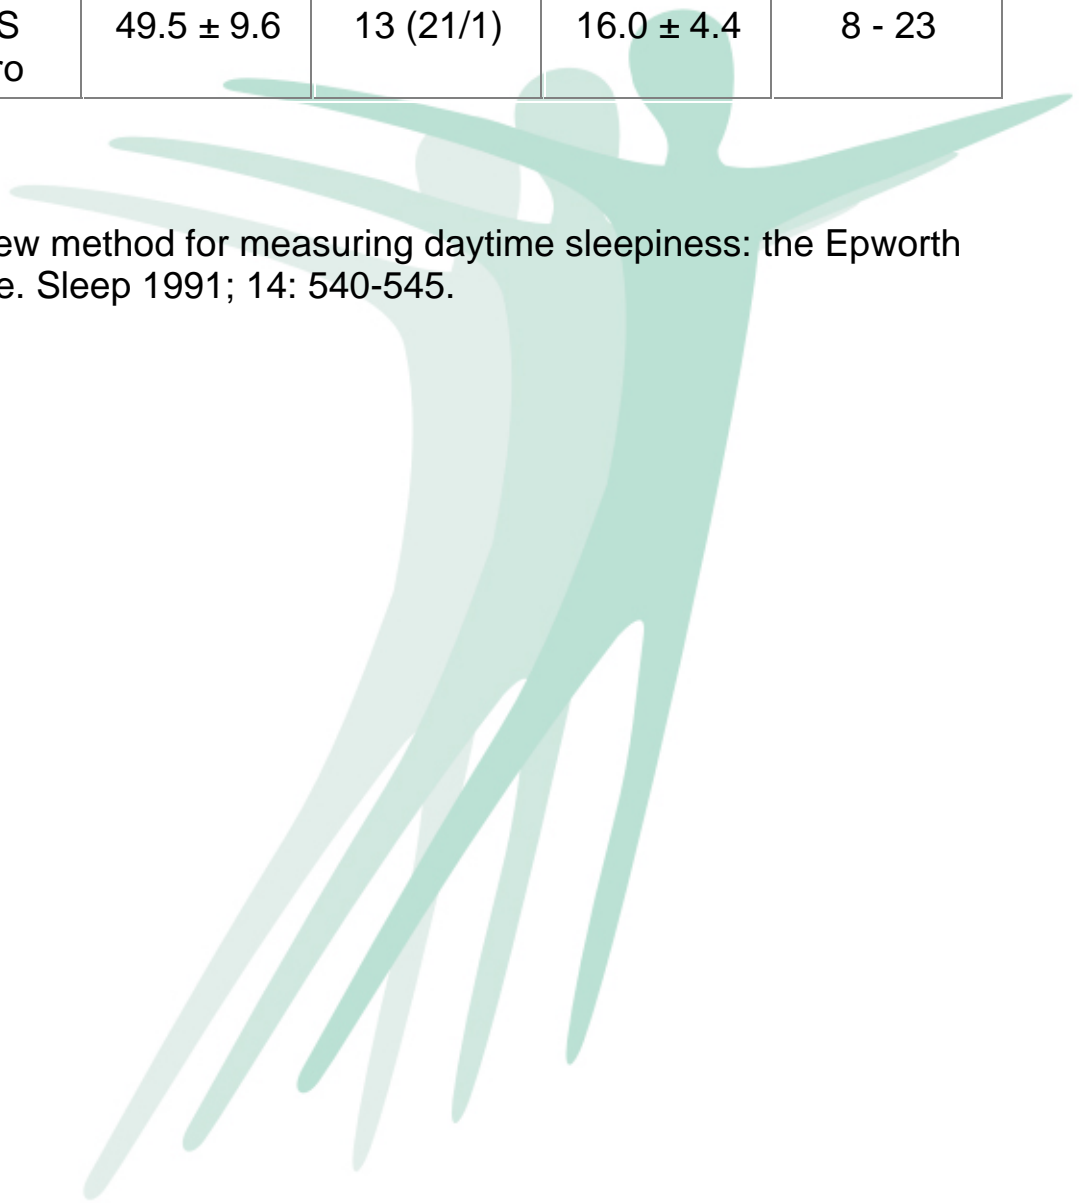 S 49.5 ± 9.6 13 (21/1) 16.0 ± 4.4 8 - 23
ro
ew method for measuring daytime sleepiness: the Epworth
e. Sleep 1991; 14: 540-545.